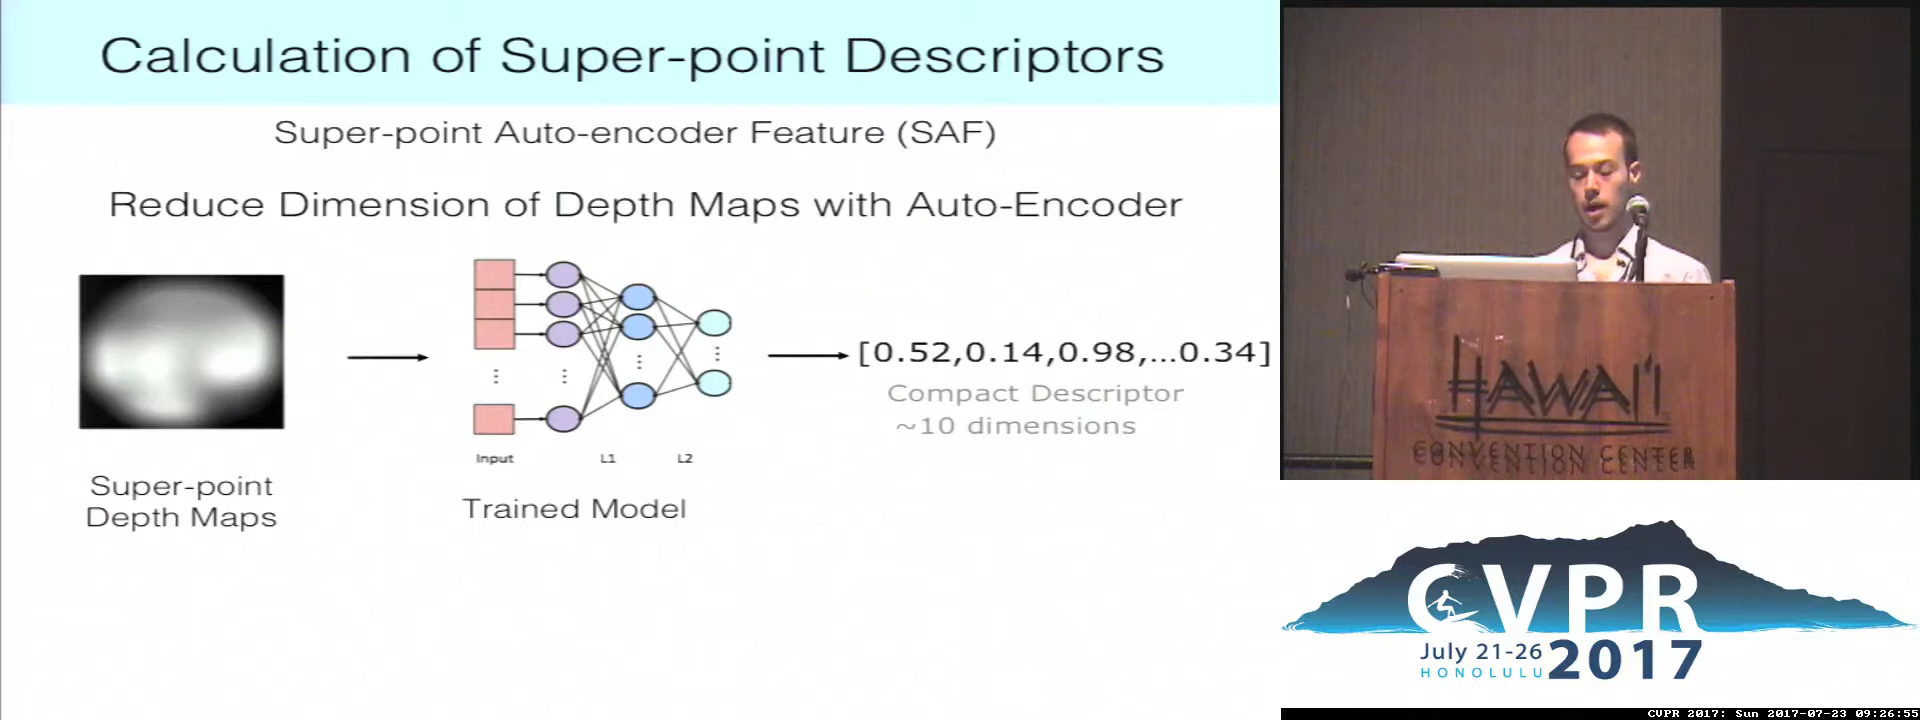 Calculation of Super-point Descriptors
Super-point Auto-encoder Feature (SAF)
Reduce Dimension of Depth Maps with Auto-Encoder
[0.52,0.14,0.98,...0.34]
Compact Descriptor
~10 dimensions
Input
L1
L2
Super-point
Depth Maps
Trained Model
HAWAI'I
CONVENTION CENTER
CVPR
July 21-26
HONOLULU
2017
CVPR 2017: Sun 2017-07-23 09:26:55